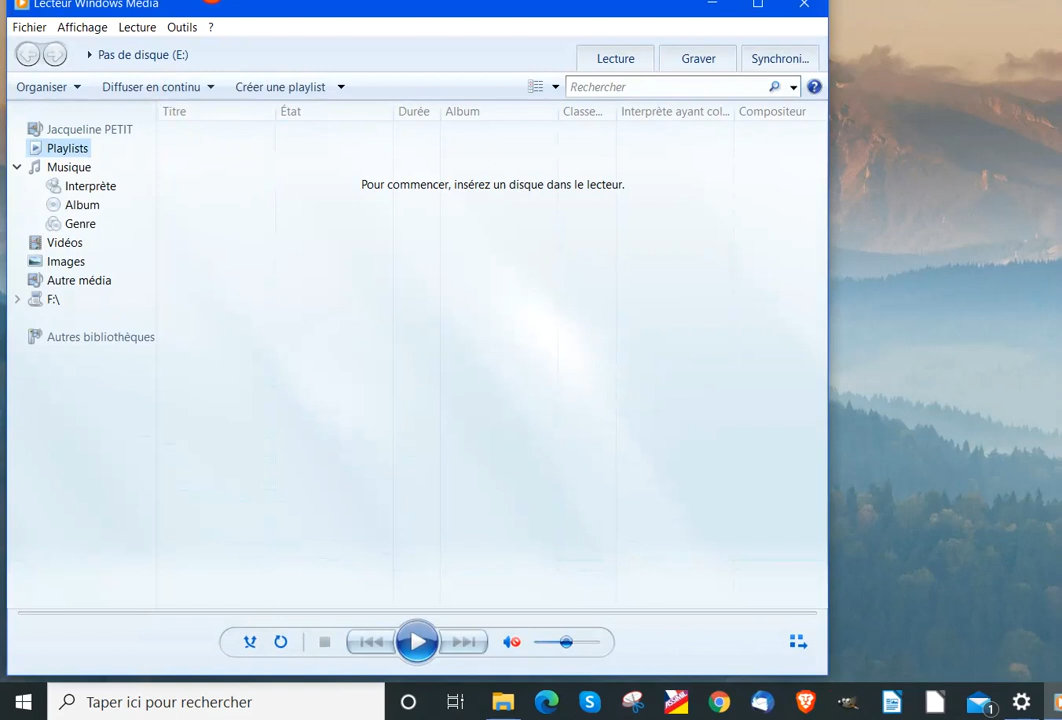 Lecteur Windows Media
Fichier Affichage Lecture Outils ?
Pas de disque (E:)
Lecture Graver Synchroni...
Organiser Diffuser en continu Créer une playlist Rechercher ?
Titre État Durée Album Classe... Interprète ayant col... Compositeur
Jacqueline PETIT
Playlists
Musique
Interprète
Album
Genre
Vidéos
Images
Autre média
F:\
Autres bibliothèques
Pour commencer, insérez un disque dans le lecteur.
Taper ici pour rechercher
1